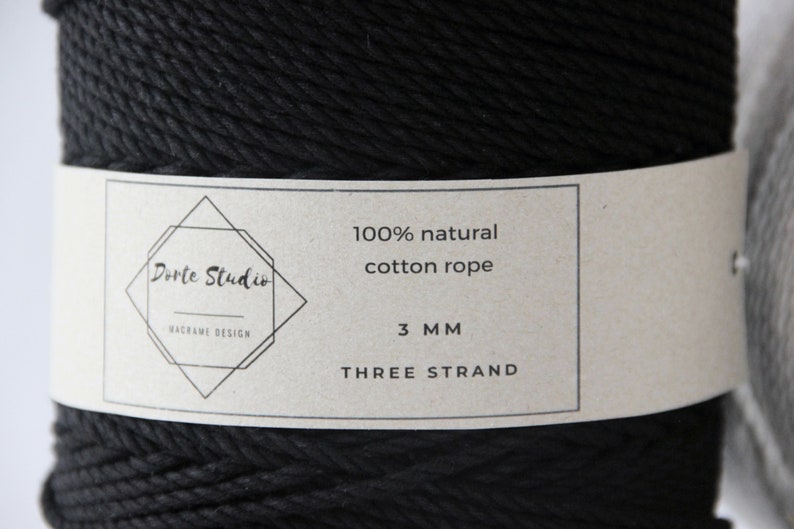 Dorte Studio
MACRAME DESIGN
100% natural
cotton rope
3 MM
THREE STRAND